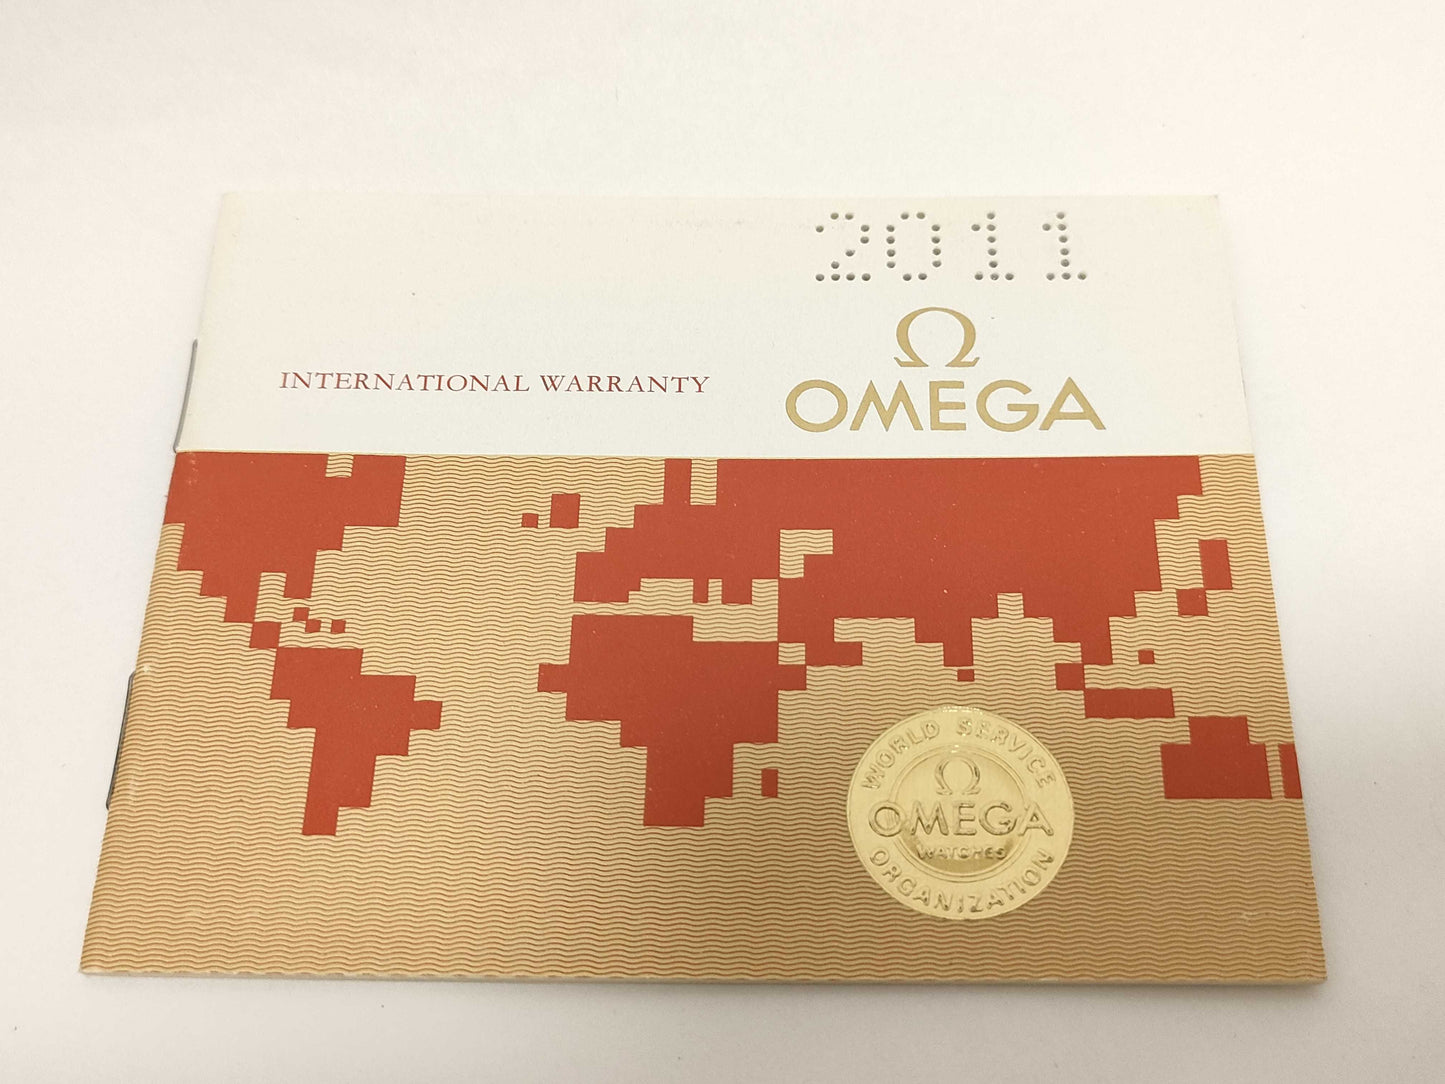 2011
Ω
OMEGA
INTERNATIONAL WARRANTY
WORLD SERVICE
Ω
OMEGA
WATCHES
ORGANIZATION